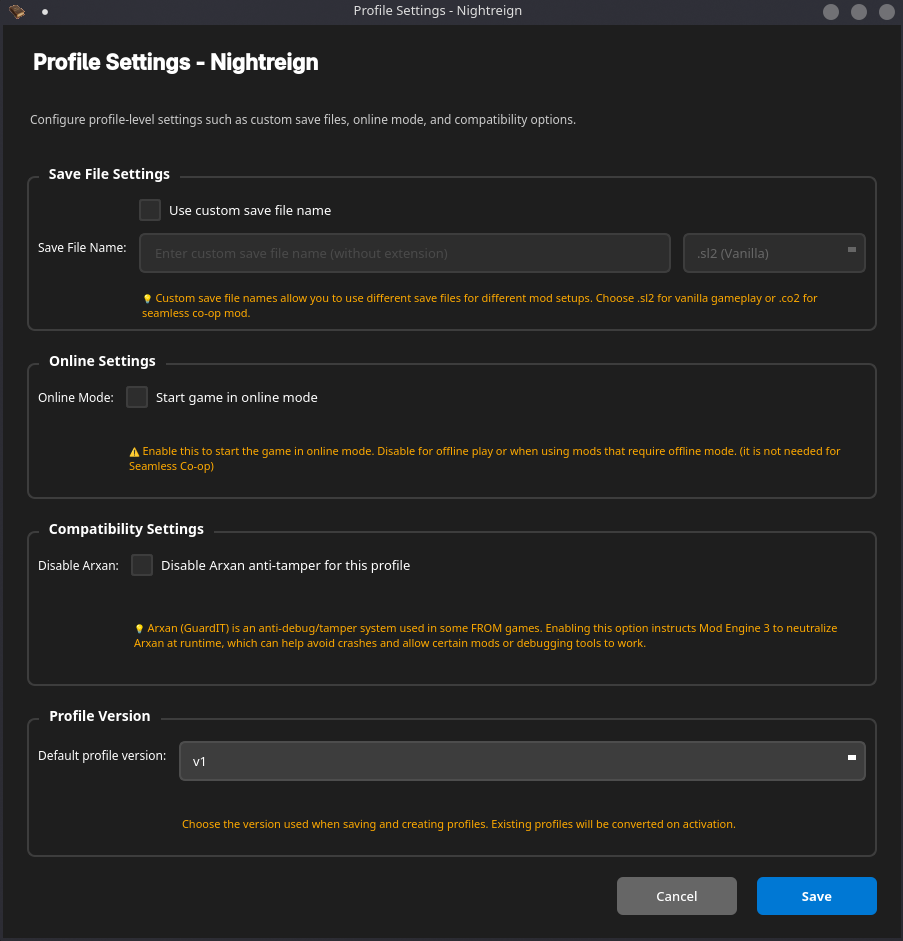 Profile Settings - Nightreign
Profile Settings - Nightreign
Configure profile-level settings such as custom save files, online mode, and compatibility options.
Save File Settings
Use custom save file name
Save File Name:
Enter custom save file name (without extension)
.sl2 (Vanilla)
💡 Custom save file names allow you to use different save files for different mod setups. Choose .sl2 for vanilla gameplay or .co2 for
seamless co-op mod.
Online Settings
Online Mode:
Start game in online mode
⚠️ Enable this to start the game in online mode. Disable for offline play or when using mods that require offline mode. (it is not needed for
Seamless Co-op)
Compatibility Settings
Disable Arxan:
Disable Arxan anti-tamper for this profile
💡 Arxan (GuardIT) is an anti-debug/tamper system used in some FROM games. Enabling this option instructs Mod Engine 3 to neutralize
Arxan at runtime, which can help avoid crashes and allow certain mods or debugging tools to work.
Profile Version
Default profile version:
v1
Choose the version used when saving and creating profiles. Existing profiles will be converted on activation.
Cancel
Save